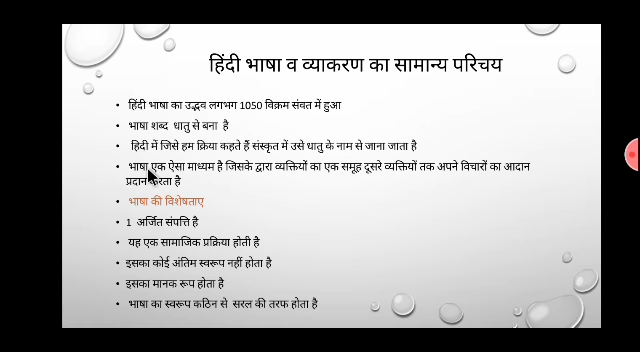 हिंदी भाषा व व्याकरण का सामान्य परिचय
• हिंदी भाषा का उद्भव लगभग 1050 विक्रम संवत में हुआ
• भाषा शब्द धातु से बना है
• हिदी में जिसे हम क्रिया कहते हैं संस्कृत में उसे धातु के नाम से जाना जाता है
• भाषा एक ऐसा माध्यम है जिसके द्वारा व्यक्तियों का एक समूह दूसरे व्यक्तियों तक अपने विचारों का आदान
प्रदान करता है
• भाषा की विशेषताए
• 1 अर्जित संपत्ति है
• यह एक सामाजिक प्रक्रिया होती है
• इसका कोई अंतिम स्वरूप नहीं होता है
• इसका मानक रूप होता है
• भाषा का स्वरूप कठिन से सरल की तरफ होता है